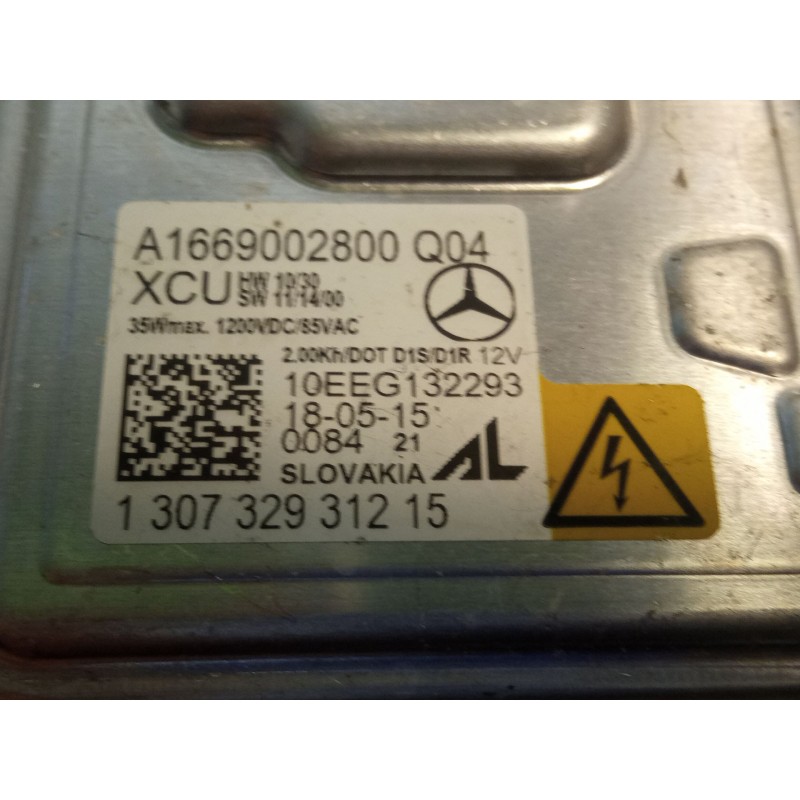 A1669002800 Q04
XCU HW 10/30
SW 11/14/00
35Wmax. 1200VDC/85VAC
2.00Kh/DOT D1S/D1R 12V
10EEG132293
18-05-15
0084 21
SLOVAKIA AL
1 307 329 312 15